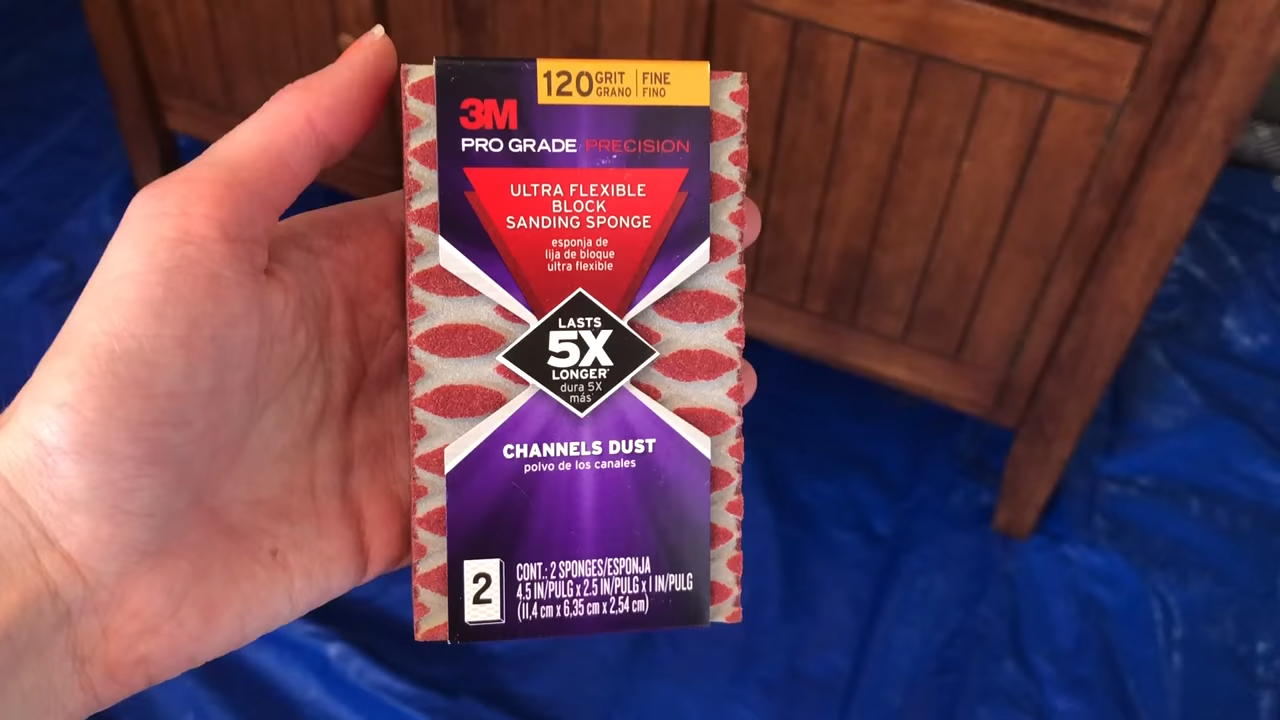 120 GRIT GRANO | FINE FINO
3M
PRO GRADE PRECISION
ULTRA FLEXIBLE
BLOCK
SANDING SPONGE
esponja de
lija de bloque
ultra flexible
LASTS
5X
LONGER*
dura 5X
más*
CHANNELS DUST
polvo de los canales
2
CONT.: 2 SPONGES/ESPONJA
4.5 IN/PULG x 2.5 IN/PULG x 1 IN/PULG
(11,4 cm x 6,35 cm x 2,54 cm)